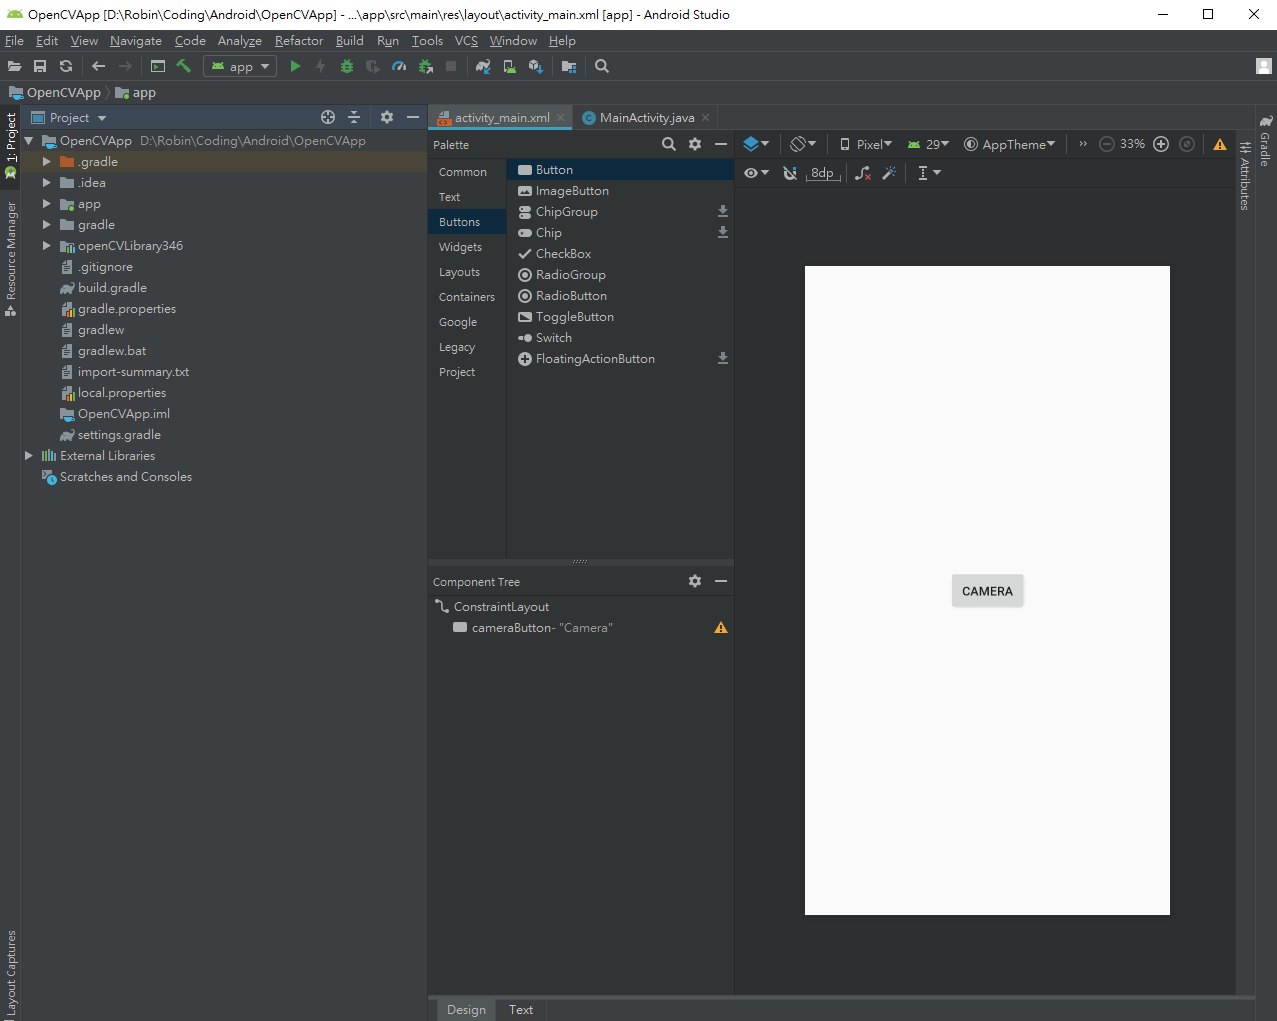 OpenCVApp [D:\Robin\Coding\Android\OpenCVApp] - ...\app\src\main\res\layout\activity_main.xml [app] - Android Studio
File Edit View Navigate Code Analyze Refactor Build Run Tools VCS Window Help
app
OpenCVApp app
1: Project
Resource Manager
Layout Captures
Project
OpenCVApp D:\Robin\Coding\Android\OpenCVApp
.gradle
.idea
app
gradle
openCVLibrary346
.gitignore
build.gradle
gradle.properties
gradlew
gradlew.bat
import-summary.txt
local.properties
OpenCVApp.iml
settings.gradle
External Libraries
Scratches and Consoles
activity_main.xml MainActivity.java
Palette
Common
Text
Buttons
Widgets
Layouts
Containers
Google
Legacy
Project
Button
ImageButton
ChipGroup
Chip
CheckBox
RadioGroup
RadioButton
ToggleButton
Switch
FloatingActionButton
Component Tree
ConstraintLayout
cameraButton- "Camera"
Pixel 29 AppTheme » 33%
8dp
CAMERA
Attributes
Gradle
Design Text